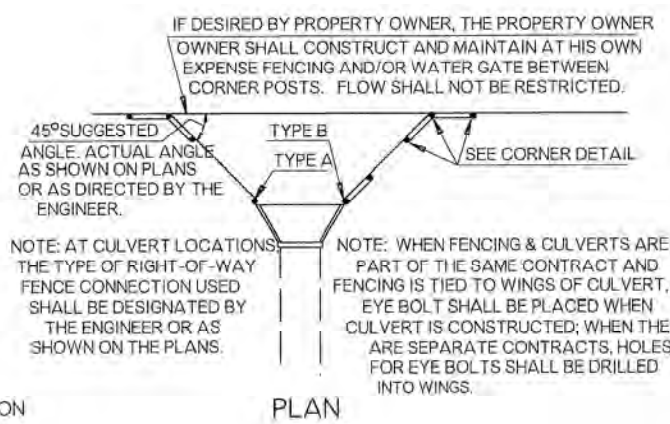 IF DESIRED BY PROPERTY OWNER, THE PROPERTY OWNER
OWNER SHALL CONSTRUCT AND MAINTAIN AT HIS OWN
EXPENSE FENCING AND/OR WATER GATE BETWEEN
CORNER POSTS. FLOW SHALL NOT BE RESTRICTED.
45° SUGGESTED
ANGLE. ACTUAL ANGLE
AS SHOWN ON PLANS
OR AS DIRECTED BY THE
ENGINEER.
TYPE B
TYPE A
SEE CORNER DETAIL
NOTE: AT CULVERT LOCATIONS,
THE TYPE OF RIGHT-OF-WAY
FENCE CONNECTION USED
SHALL BE DESIGNATED BY
THE ENGINEER OR AS
SHOWN ON THE PLANS.
NOTE: WHEN FENCING & CULVERTS ARE
PART OF THE SAME CONTRACT AND
FENCING IS TIED TO WINGS OF CULVERT,
EYE BOLT SHALL BE PLACED WHEN
CULVERT IS CONSTRUCTED; WHEN THE
ARE SEPARATE CONTRACTS, HOLES
FOR EYE BOLTS SHALL BE DRILLED
INTO WINGS.
ON
PLAN